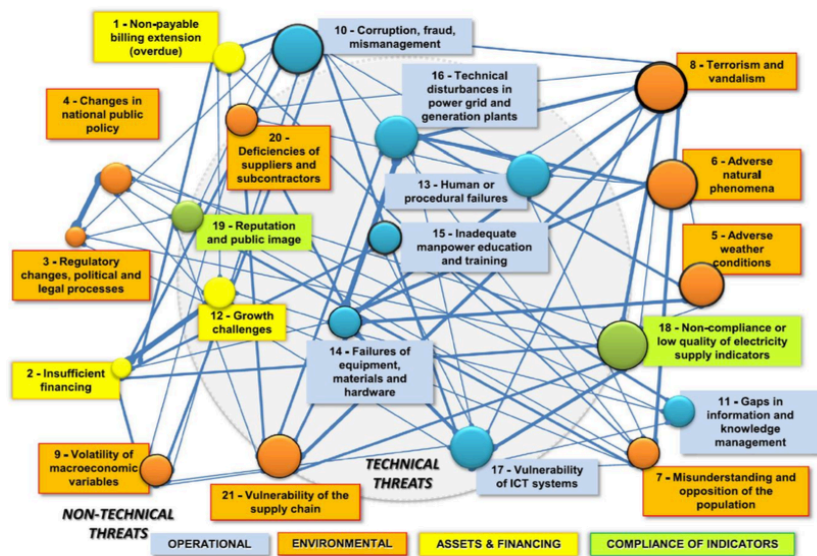 1 - Non-payable
billing extension
(overdue)
10 - Corruption, fraud,
mismanagement
8 - Terrorism and
vandalism
16 - Technical
disturbances in
power grid and
generation plants
4 - Changes in
national public
policy
20 -
Deficiencies of
suppliers and
subcontractors
6 - Adverse
natural
phenomena
13 - Human or
procedural failures
19 - Reputation
and public image
15 - Inadequate
manpower education
and training
5 - Adverse
weather
conditions
3 - Regulatory
changes, political and
legal processes
12 - Growth
challenges
18 - Non-compliance or
low quality of electricity
supply indicators
14 - Failures of
equipment,
materials and
hardware
2 - Insufficient
financing
11 - Gaps in
information and
knowledge
management
9 - Volatility of
macroeconomic
variables
TECHNICAL
THREATS
17 - Vulnerability
of ICT systems
7 - Misunderstanding and
opposition of the
population
21 - Vulnerability of the
supply chain
NON-TECHNICAL
THREATS
OPERATIONAL
ENVIRONMENTAL
ASSETS & FINANCING
COMPLIANCE OF INDICATORS